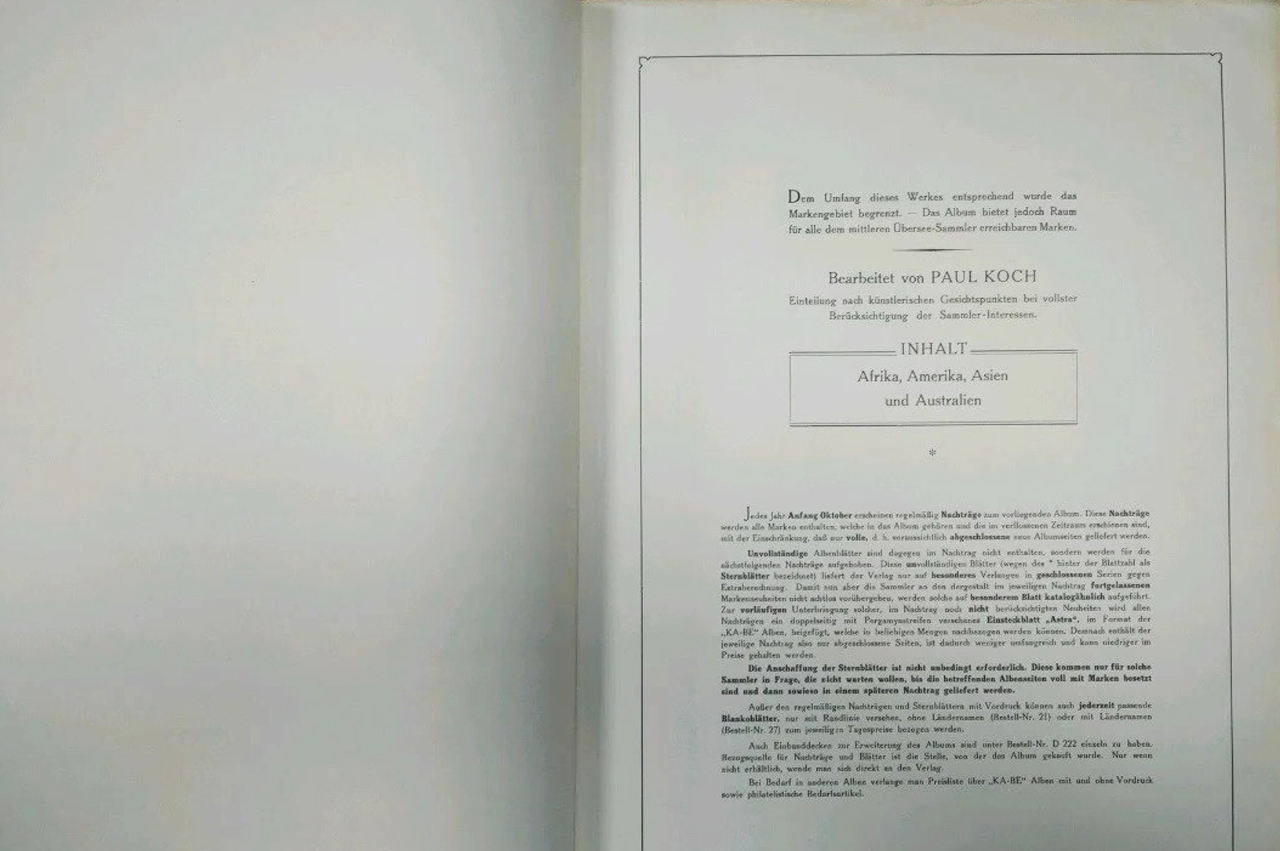 Dem Umfang dieses Werkes entsprechend wurde das
Markengebiet begrenzt. — Das Album bietet jedoch Raum
für alle dem mittleren Übersee-Sammler erreichbaren Marken.
Bearbeitet von PAUL KOCH
Einteilung nach künstlerischen Gesichtspunkten bei vollster
Berücksichtigung der Sammler-Interessen.
INHALT
Afrika, Amerika, Asien
und Australien
*
Jedes Jahr Anfang Oktober erscheinen regelmäßig Nachträge zum vorliegenden Album. Diese Nachträge
werden alle Marken enthalten, welche in das Album gehören und die im verflossenen Zeitraum erschienen sind,
mit der Einschränkung, daß nur volle, d. h. voraussichtlich abgeschlossene neue Albumseiten geliefert werden.
Unvollständige Albenblätter sind dagegen im Nachtrag nicht enthalten, sondern werden für die
nächstfolgenden Nachträge aufgehoben. Diese unvollständigen Blätter (wegen des * hinter der Blattzahl als
Sternblätter bezeichnet) liefert der Verlag nur auf besonderes Verlangen in geschlossenen Serien gegen
Extraberechnung. Damit nun aber die Sammler an den dergestalt im jeweiligen Nachtrag fortgelassenen
Markenneuheiten nicht achtlos vorübergehen, werden solche auf besonderem Blatt katalogähnlich aufgeführt.
Zur vorläufigen Unterbringung solcher, im Nachtrag noch nicht berücksichtigten Neuheiten wird allen
Nachträgen ein doppelseitig mit Pergamynstreifen versehenes Einsteckblatt „Astra", im Format der
„KA-BE" Alben, beigefügt, welche in beliebigen Mengen nachbezogen werden können. Demnach enthält der
jeweilige Nachtrag also nur abgeschlossene Seiten, ist dadurch weniger umfangreich und kann niedriger im
Preise gehalten werden.
Die Anschaffung der Sternblätter ist nicht unbedingt erforderlich. Diese kommen nur für solche
Sammler in Frage, die nicht warten wollen, bis die betreffenden Albenseiten voll mit Marken besetzt
sind und dann sowieso in einem späteren Nachtrag geliefert werden.
Außer den regelmäßigen Nachträgen und Sternblättern mit Vordruck können auch jederzeit passende
Blankoblätter, nur mit Randlinie versehen, ohne Ländernamen (Bestell-Nr. 21) oder mit Ländernamen
(Bestell-Nr. 27) zum jeweiligen Tagespreise bezogen werden.
Auch Einbanddecken zur Erweiterung des Albums sind unter Bestell-Nr. D 222 einzeln zu haben.
Bezugsquelle für Nachträge und Blätter ist die Stelle, von der das Album gekauft wurde. Nur wenn
nicht erhältlich, wende man sich direkt an den Verlag.
Bei Bedarf in anderen Alben verlange man Preisliste über „KA-BE" Alben mit und ohne Vordruck
sowie philatelistische Bedarfsartikel.